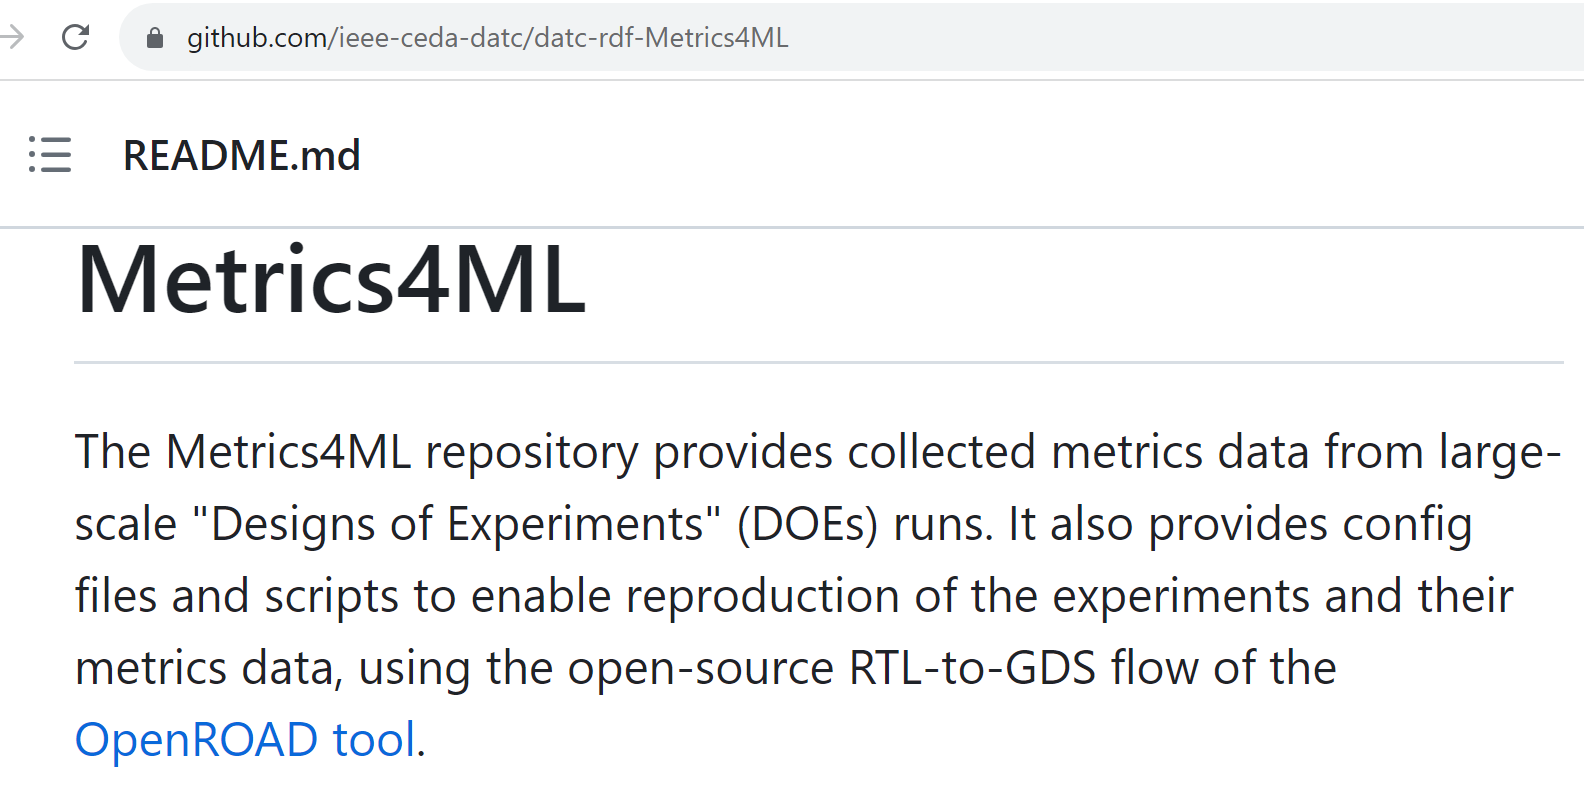 github.com/ieee-ceda-datc/datc-rdf-Metrics4ML
README.md
Metrics4ML
The Metrics4ML repository provides collected metrics data from large-
scale "Designs of Experiments" (DOEs) runs. It also provides config
files and scripts to enable reproduction of the experiments and their
metrics data, using the open-source RTL-to-GDS flow of the
OpenROAD tool.